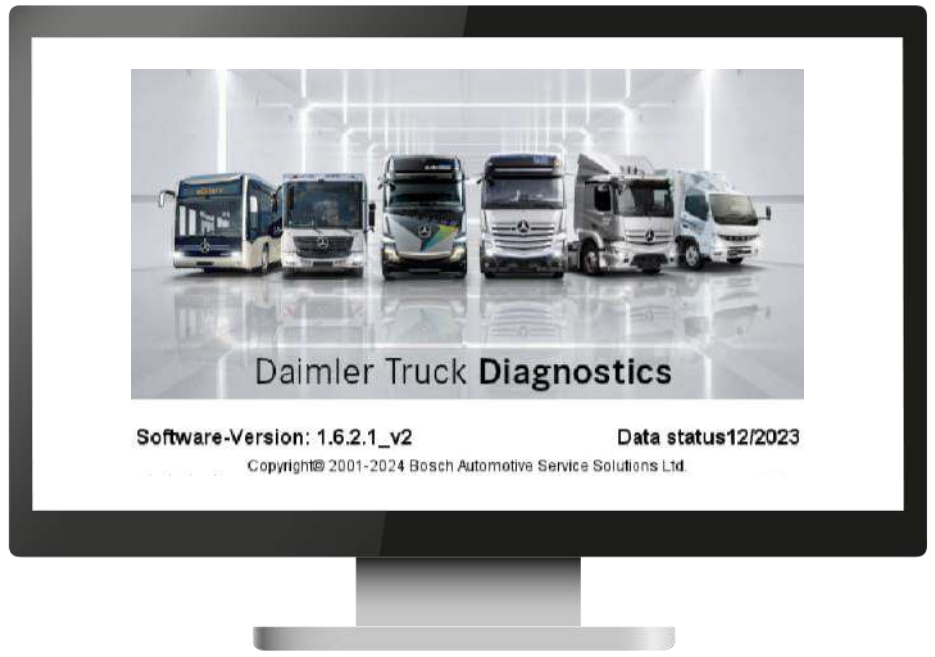 Daimler Truck Diagnostics
Software-Version: 1.6.2.1_v2
Data status12/2023
Copyright© 2001-2024 Bosch Automotive Service Solutions Ltd.